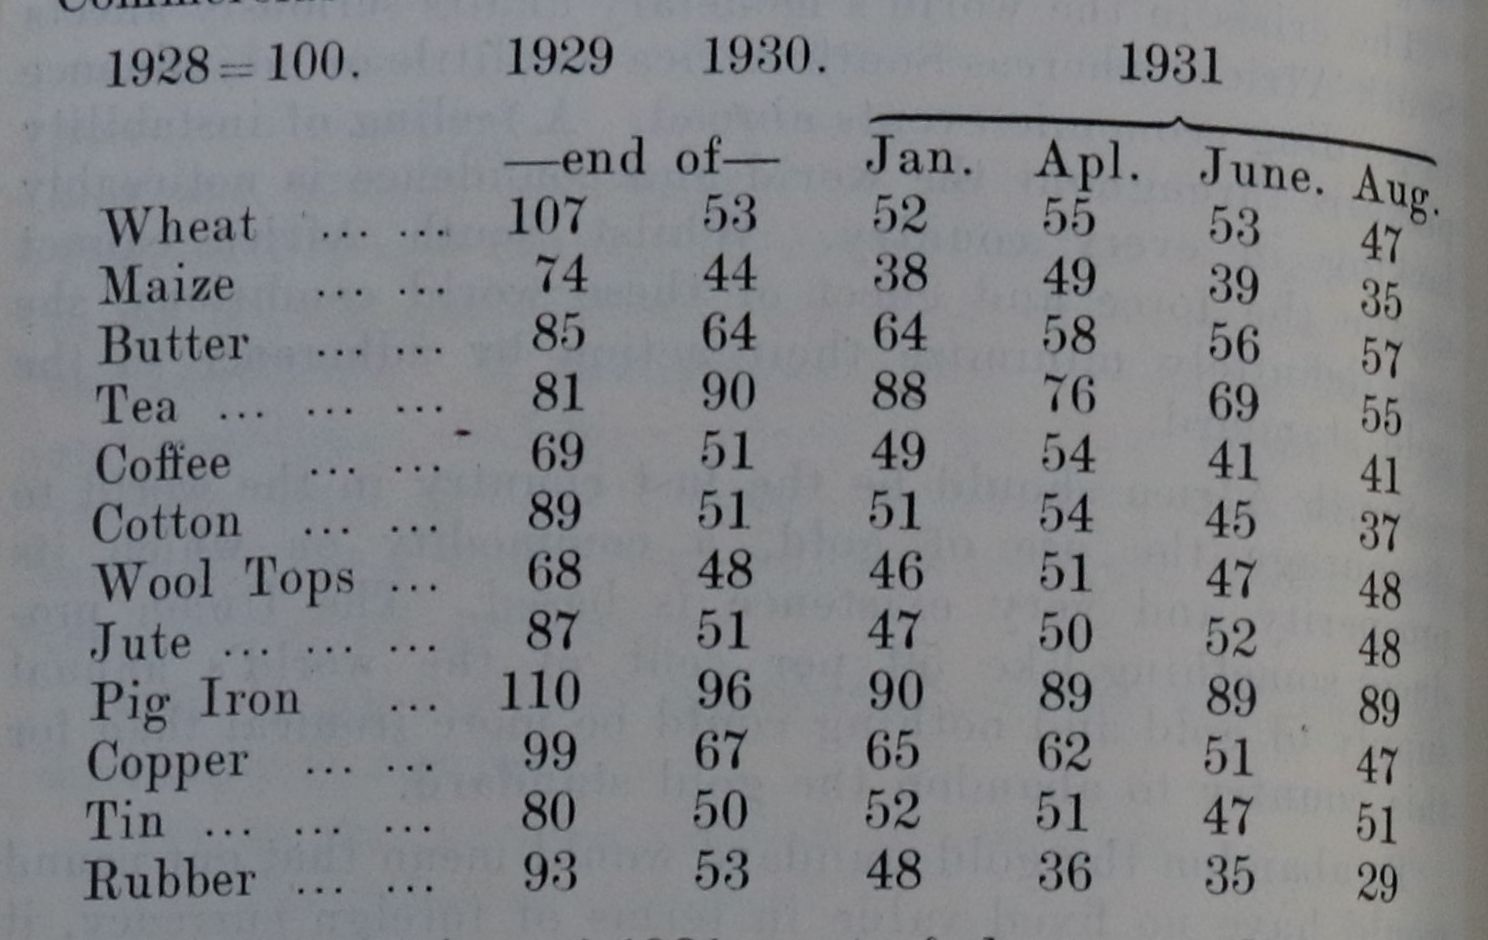 1928=100. 1929 1930. 1931
—end of— Jan. Apl. June. Aug.
Wheat ... ... 107 53 52 55 53 47
Maize ... ... 74 44 38 49 39 35
Butter ... ... 85 64 64 58 56 57
Tea ... ... ... 81 90 88 76 69 55
Coffee ... ... 69 51 49 54 41 41
Cotton ... ... 89 51 51 54 45 37
Wool Tops ... 68 48 46 51 47 48
Jute ... ... ... 87 51 47 50 52 48
Pig Iron ... 110 96 90 89 89 89
Copper ... ... 99 67 65 62 51 47
Tin ... ... ... 80 50 52 51 47 51
Rubber ... ... 93 53 48 36 35 29